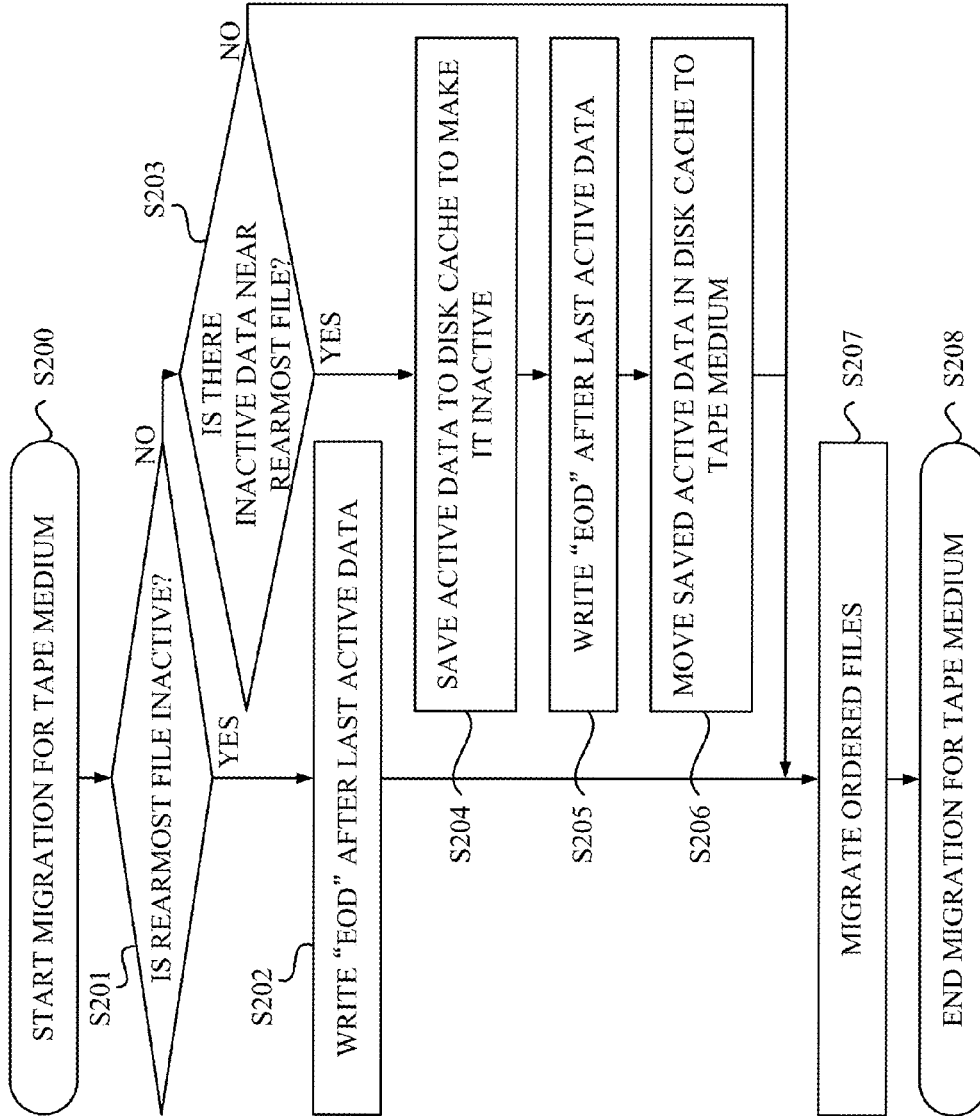 START MIGRATION FOR TAPE MEDIUM
S200
IS REARMOST FILE INACTIVE?
S201
NO
YES
WRITE “EOD” AFTER LAST ACTIVE DATA
S202
S203
IS THERE
INACTIVE DATA NEAR
REARMOST FILE?
NO
YES
SAVE ACTIVE DATA TO DISK CACHE TO MAKE
IT INACTIVE
S204
WRITE “EOD” AFTER LAST ACTIVE DATA
S205
MOVE SAVED ACTIVE DATA IN DISK CACHE TO
TAPE MEDIUM
S206
MIGRATE ORDERED FILES
S207
END MIGRATION FOR TAPE MEDIUM
S208